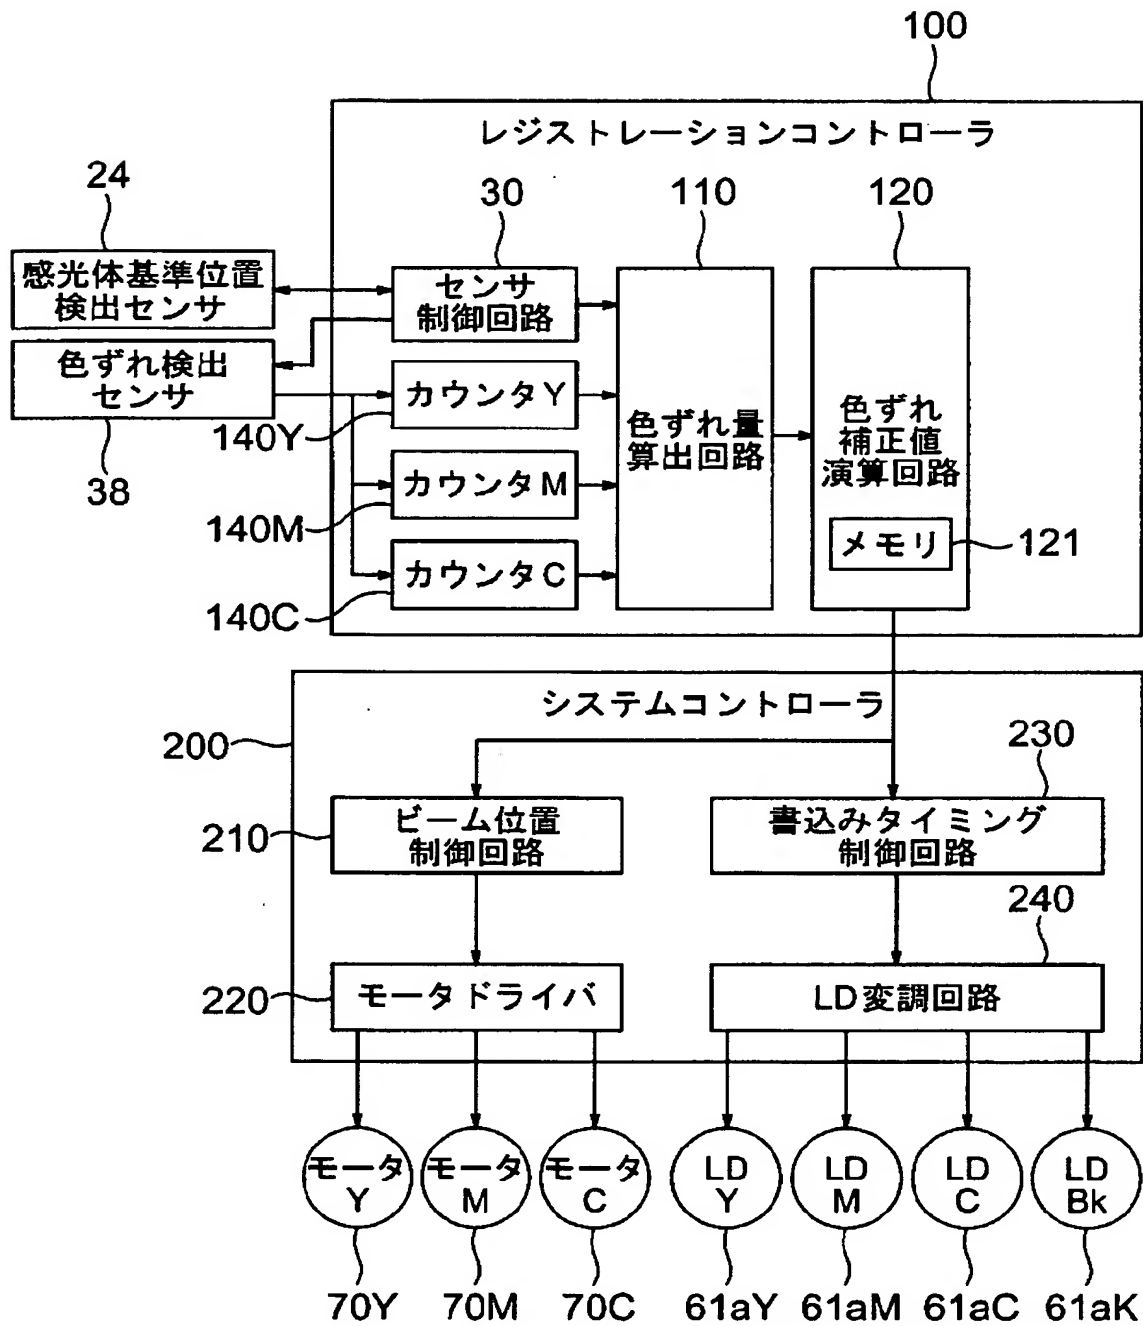 100
レジストレーションコントローラ
24
30
110
120
感光体基準位置
検出センサ
センサ
制御回路
色ずれ検出
センサ
38
カウンタY
140Y
カウンタM
140M
カウンタC
140C
色ずれ量
算出回路
色ずれ
補正値
演算回路
メモリ
121
システムコントローラ
200
230
ビーム位置
制御回路
210
書込みタイミング
制御回路
240
モータドライバ
220
LD変調回路
モータ
Y
モータ
M
モータ
C
LD
Y
LD
M
LD
C
LD
Bk
70Y
70M
70C
61aY
61aM
61aC
61aK